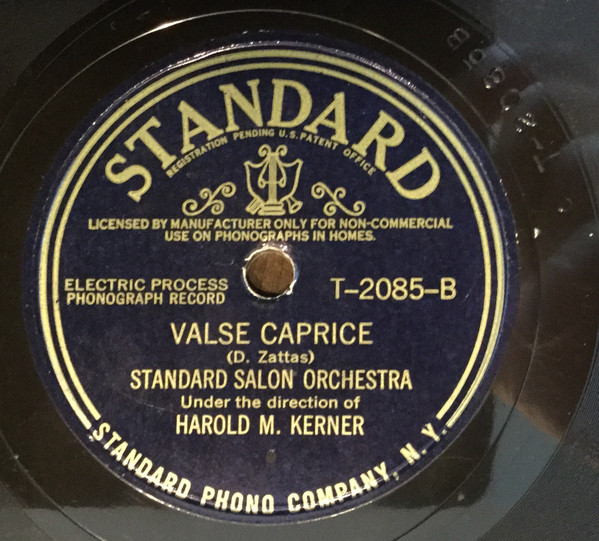 STANDARD
REGISTRATION PENDING U.S. PATENT OFFICE
LICENSED BY MANUFACTURER ONLY FOR NON-COMMERCIAL
USE ON PHONOGRAPHS IN HOMES.
ELECTRIC PROCESS
PHONOGRAPH RECORD
T-2085-B
VALSE CAPRICE
(D. Zattas)
STANDARD SALON ORCHESTRA
Under the direction of
HAROLD M. KERNER
STANDARD PHONO COMPANY, N. Y.